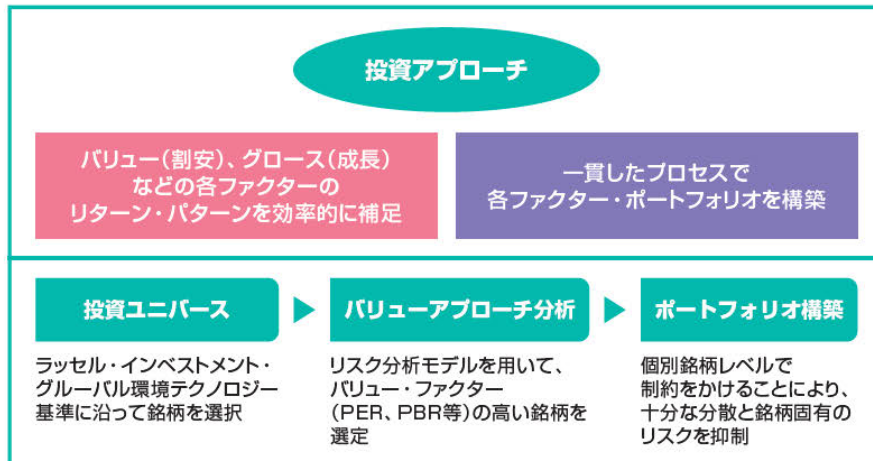 投資アプローチ
バリュー(割安)、グロース(成長)
などの各ファクターの
リターン・パターンを効率的に補足
一貫したプロセスで
各ファクター・ポートフォリオを構築
投資ユニバース
ラッセル・インベストメント・
グルーバル環境テクノロジー
基準に沿って銘柄を選択
バリューアプローチ分析
リスク分析モデルを用いて、
バリュー・ファクター
(PER、PBR等)の高い銘柄を
選定
ポートフォリオ構築
個別銘柄レベルで
制約をかけることにより、
十分な分散と銘柄固有の
リスクを抑制